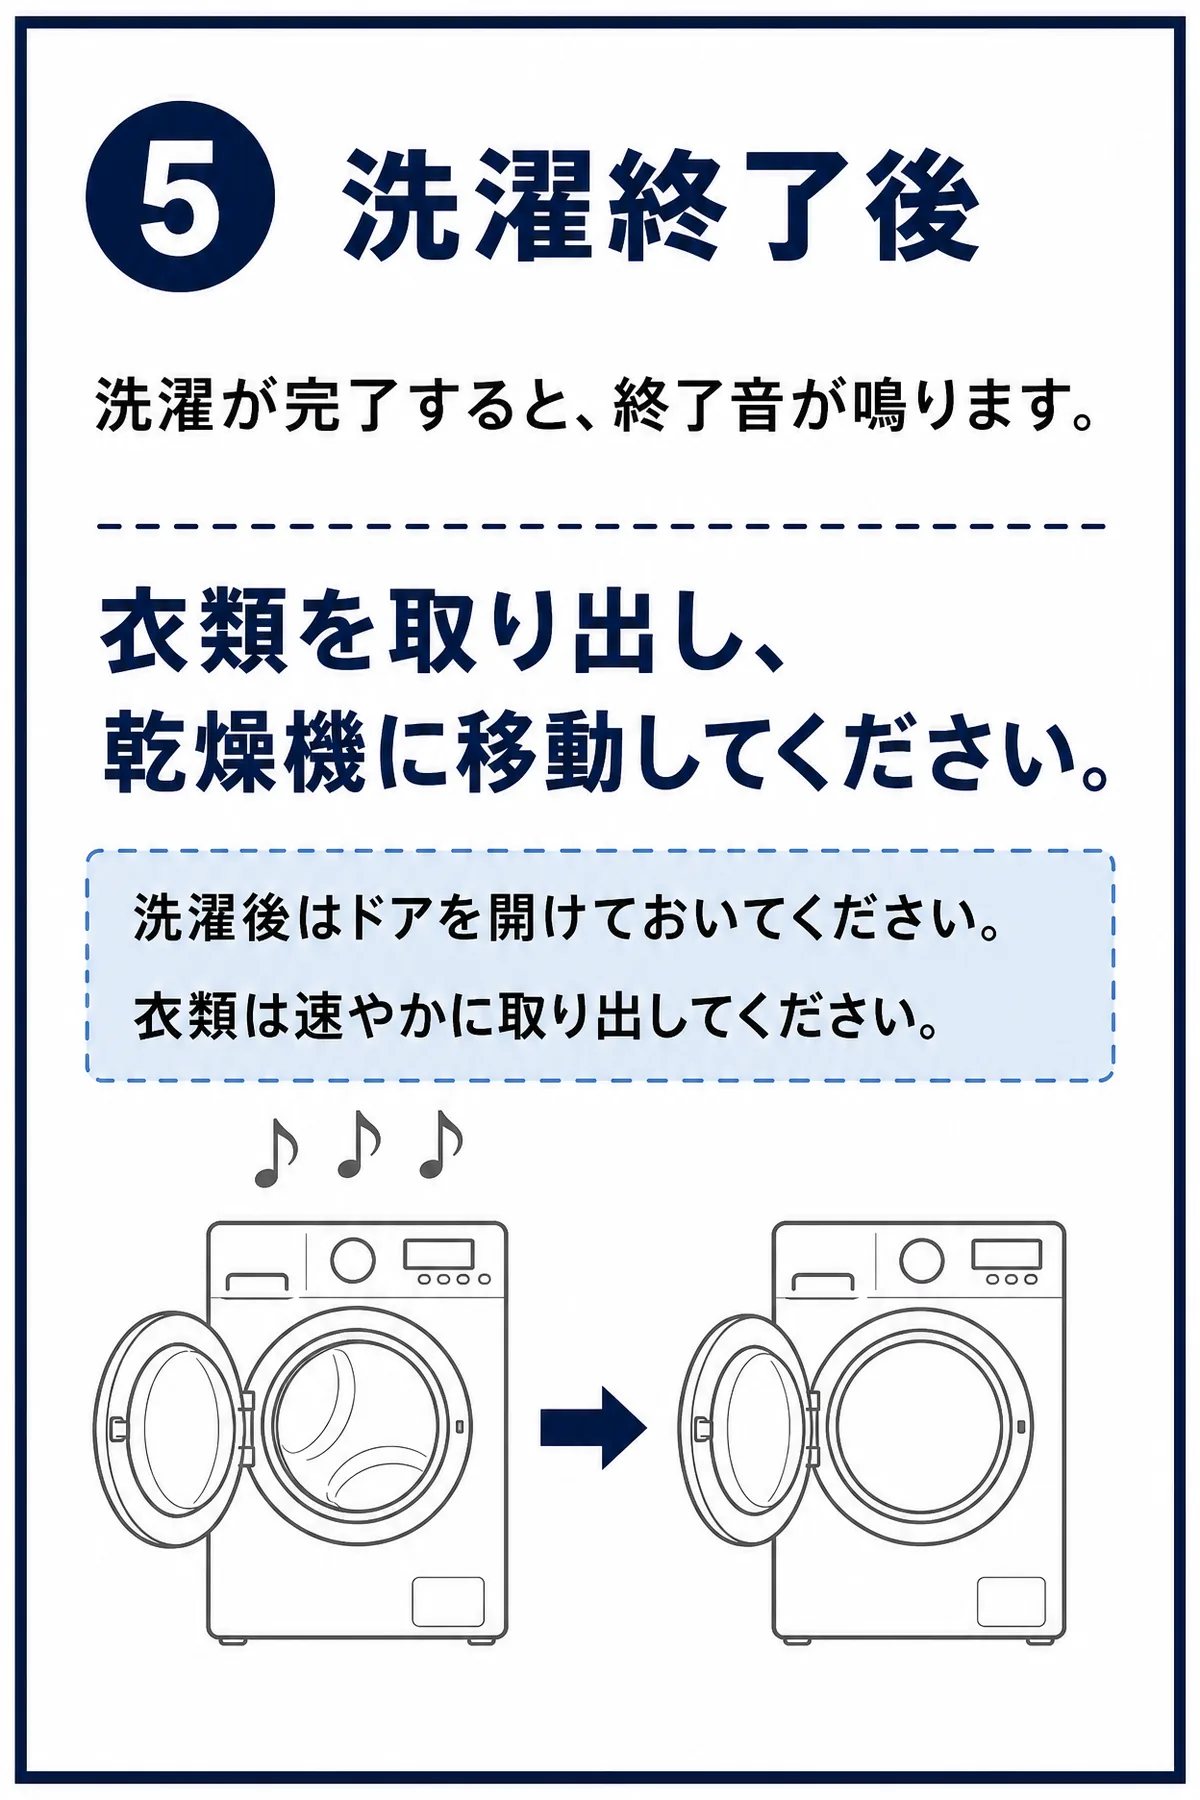 5 洗濯終了後
洗濯が完了すると、終了音が鳴ります。
衣類を取り出し、
乾燥機に移動してください。
洗濯後はドアを開けておいてください。
衣類は速やかに取り出してください。